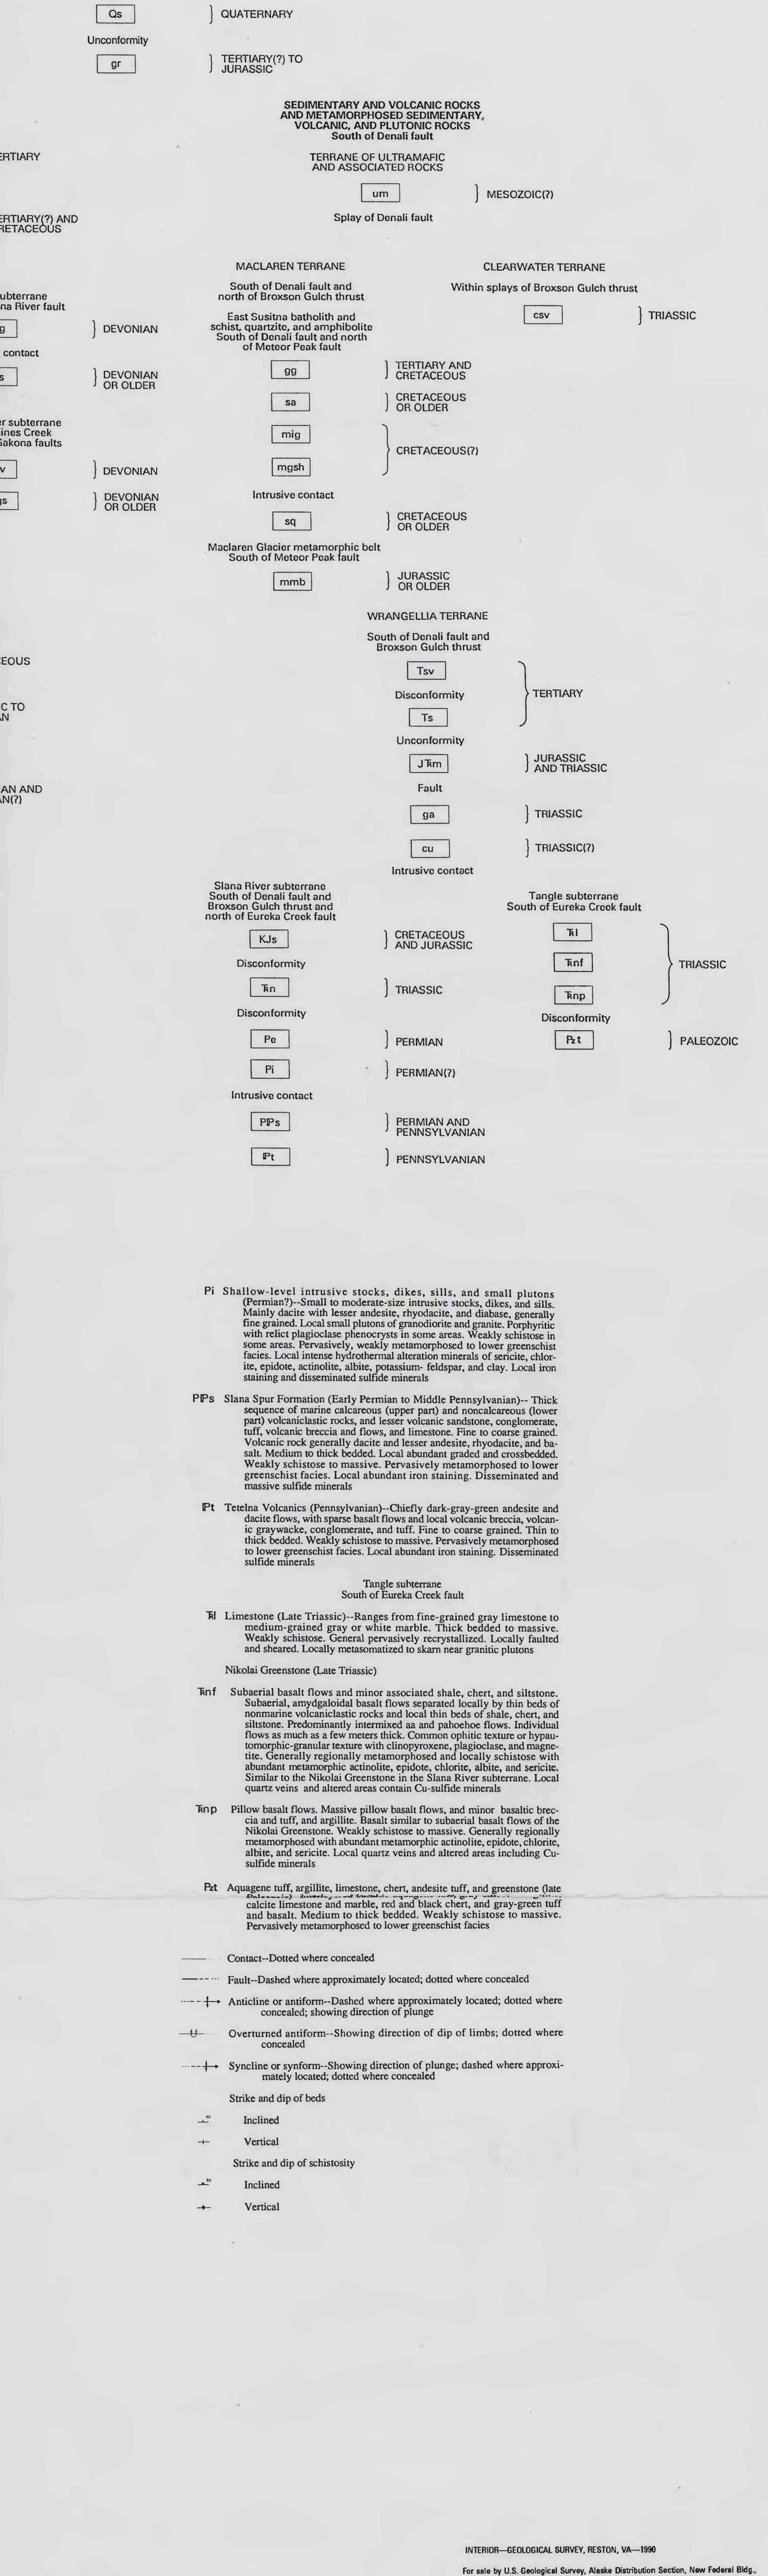 Qs } QUATERNARY
Unconformity
gr } TERTIARY(?) TO
JURASSIC
SEDIMENTARY AND VOLCANIC ROCKS
AND METAMORPHOSED SEDIMENTARY,
VOLCANIC, AND PLUTONIC ROCKS
South of Denali fault
ERTIARY
TERRANE OF ULTRAMAFIC
AND ASSOCIATED ROCKS
um } MESOZOIC(?)
ERTIARY(?) AND
RETACEOUS
Splay of Denali fault
MACLAREN TERRANE
South of Denali fault and
north of Broxson Gulch thrust
East Susitna batholith and
schist, quartzite, and amphibolite
South of Denali fault and north
of Meteor Peak fault
CLEARWATER TERRANE
Within splays of Broxson Gulch thrust
csv } TRIASSIC
ubterrane
na River fault
g } DEVONIAN
contact
s } DEVONIAN
OR OLDER
r subterrane
ines Creek
Gakona faults
v } DEVONIAN
gs } DEVONIAN
OR OLDER
gg } TERTIARY AND
CRETACEOUS
sa } CRETACEOUS
OR OLDER
mig
mgsh
} CRETACEOUS(?)
Intrusive contact
sq } CRETACEOUS
OR OLDER
Maclaren Glacier metamorphic belt
South of Meteor Peak fault
mmb } JURASSIC
OR OLDER
WRANGELLIA TERRANE
South of Denali fault and
Broxson Gulch thrust
EOUS
Tsv
Disconformity
Ts
} TERTIARY
C TO
N
Unconformity
JTrm } JURASSIC
AND TRIASSIC
Fault
AN AND
N(?)
ga } TRIASSIC
cu } TRIASSIC(?)
Intrusive contact
Slana River subterrane
South of Denali fault and
Broxson Gulch thrust and
north of Eureka Creek fault
KJs } CRETACEOUS
AND JURASSIC
Disconformity
Trn } TRIASSIC
Disconformity
Pe } PERMIAN
Pi } PERMIAN(?)
Intrusive contact
PIPs } PERMIAN AND
PENNSYLVANIAN
IPt } PENNSYLVANIAN
Tangle subterrane
South of Eureka Creek fault
Trl
Trnf
Trnp
} TRIASSIC
Disconformity
Pzt } PALEOZOIC
Pi Shallow-level intrusive stocks, dikes, sills, and small plutons
(Permian?)--Small to moderate-size intrusive stocks, dikes, and sills.
Mainly dacite with lesser andesite, rhyodacite, and diabase, generally
fine grained. Local small plutons of granodiorite and granite. Porphyritic
with relict plagioclase phenocrysts in some areas. Weakly schistose in
some areas. Pervasively, weakly metamorphosed to lower greenschist
facies. Local intense hydrothermal alteration minerals of sericite, chlor-
ite, epidote, actinolite, albite, potassium- feldspar, and clay. Local iron
staining and disseminated sulfide minerals
PIPs Slana Spur Formation (Early Permian to Middle Pennsylvanian)-- Thick
sequence of marine calcareous (upper part) and noncalcareous (lower
part) volcaniclastic rocks, and lesser volcanic sandstone, conglomerate,
tuff, volcanic breccia and flows, and limestone. Fine to coarse grained.
Volcanic rock generally dacite and lesser andesite, rhyodacite, and ba-
salt. Medium to thick bedded. Local abundant graded and crossbedded.
Weakly schistose to massive. Pervasively metamorphosed to lower
greenschist facies. Local abundant iron staining. Disseminated and
massive sulfide minerals
IPt Tetelna Volcanics (Pennsylvanian)--Chiefly dark-gray-green andesite and
dacite flows, with sparse basalt flows and local volcanic breccia, volcan-
ic graywacke, conglomerate, and tuff. Fine to coarse grained. Thin to
thick bedded. Weakly schistose to massive. Pervasively metamorphosed
to lower greenschist facies. Local abundant iron staining. Disseminated
sulfide minerals
Tangle subterrane
South of Eureka Creek fault
Trl Limestone (Late Triassic)--Ranges from fine-grained gray limestone to
medium-grained gray or white marble. Thick bedded to massive.
Weakly schistose. General pervasively recrystallized. Locally faulted
and sheared. Locally metasomatized to skarn near granitic plutons
Nikolai Greenstone (Late Triassic)
Trnf Subaerial basalt flows and minor associated shale, chert, and siltstone.
Subaerial, amydgaloidal basalt flows separated locally by thin beds of
nonmarine volcaniclastic rocks and local thin beds of shale, chert, and
siltstone. Predominantly intermixed aa and pahoehoe flows. Individual
flows as much as a few meters thick. Common ophitic texture or hypau-
tomorphic-granular texture with clinopyroxene, plagioclase, and magne-
tite. Generally regionally metamorphosed and locally schistose with
abundant metamorphic actinolite, epidote, chlorite, albite, and sericite.
Similar to the Nikolai Greenstone in the Slana River subterrane. Local
quartz veins and altered areas contain Cu-sulfide minerals
Trnp Pillow basalt flows. Massive pillow basalt flows, and minor basaltic brec-
cia and tuff, and argillite. Basalt similar to subaerial basalt flows of the
Nikolai Greenstone. Weakly schistose to massive. Generally regionally
metamorphosed with abundant metamorphic actinolite, epidote, chlorite,
albite, and sericite. Local quartz veins and altered areas including Cu-
sulfide minerals
Pzt Aquagene tuff, argillite, limestone, chert, andesite tuff, and greenstone (late
calcite limestone and marble, red and black chert, and gray-green tuff
and basalt. Medium to thick bedded. Weakly schistose to massive.
Pervasively metamorphosed to lower greenschist facies
Contact--Dotted where concealed
Fault--Dashed where approximately located; dotted where concealed
Anticline or antiform--Dashed where approximately located; dotted where
concealed; showing direction of plunge
Overturned antiform--Showing direction of dip of limbs; dotted where
concealed
Syncline or synform--Showing direction of plunge; dashed where approxi-
mately located; dotted where concealed
Strike and dip of beds
Inclined
Vertical
Strike and dip of schistosity
Inclined
Vertical
INTERIOR—GEOLOGICAL SURVEY, RESTON, VA—1990
For sale by U.S. Geological Survey, Alaska Distribution Section, New Federal Bldg.,